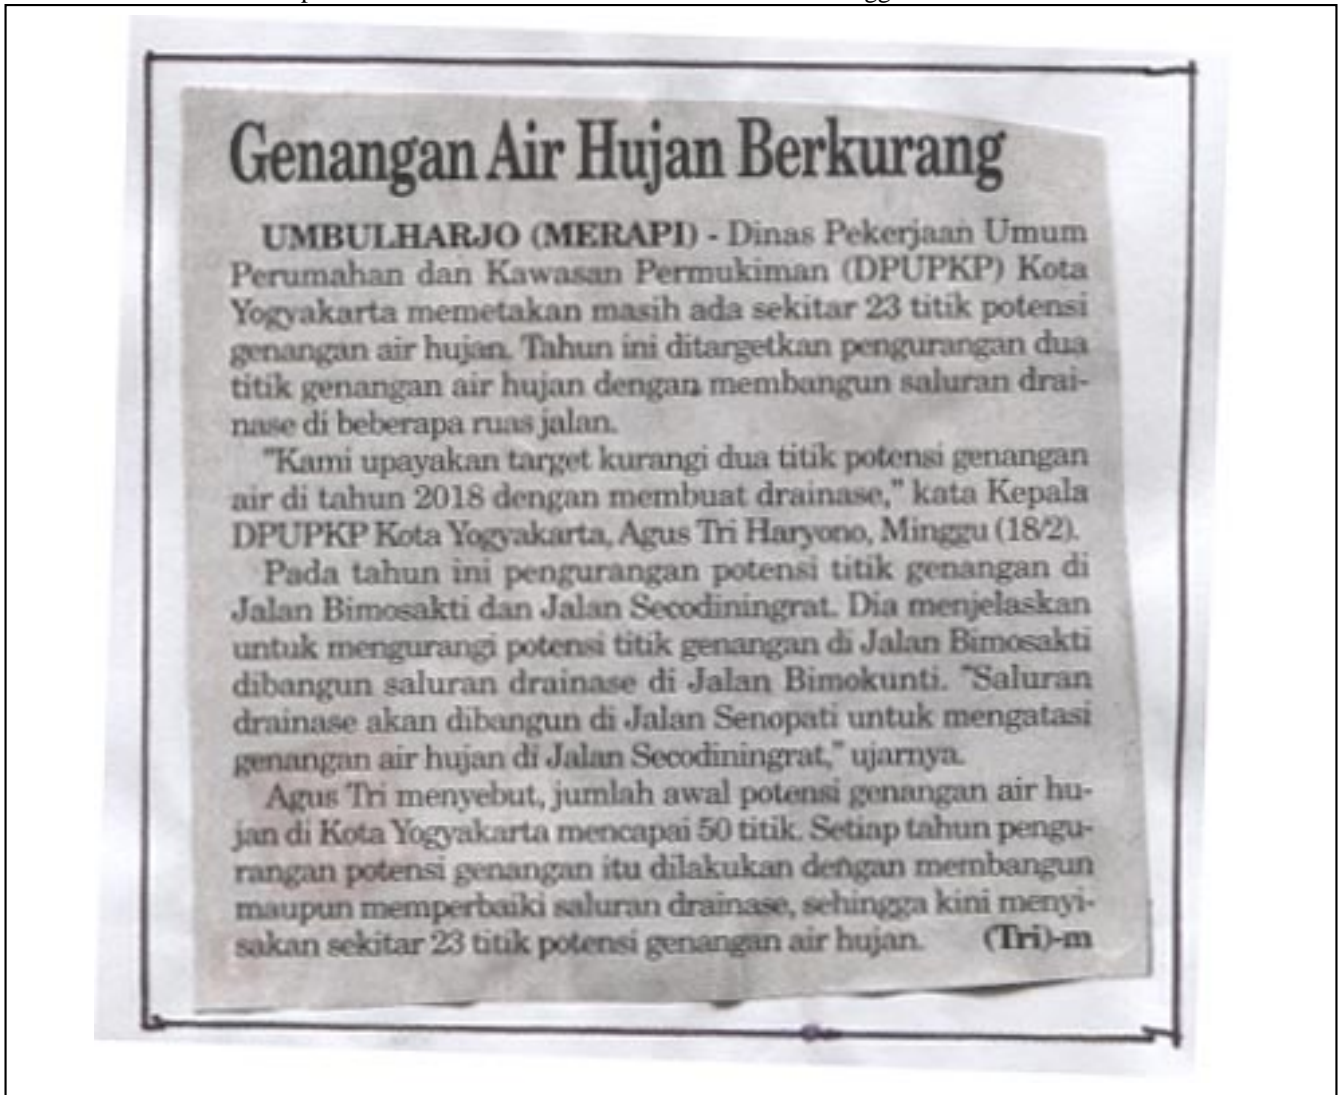 Genangan Air Hujan Berkurang
UMBULHARJO (MERAPI) - Dinas Pekerjaan Umum
Perumahan dan Kawasan Permukiman (DPUPKP) Kota
Yogyakarta memetakan masih ada sekitar 23 titik potensi
genangan air hujan. Tahun ini ditargetkan pengurangan dua
titik genangan air hujan dengan membangun saluran drai-
nase di beberapa ruas jalan.
"Kami upayakan target kurangi dua titik potensi genangan
air di tahun 2018 dengan membuat drainase," kata Kepala
DPUPKP Kota Yogyakarta, Agus Tri Haryono, Minggu (18/2).
Pada tahun ini pengurangan potensi titik genangan di
Jalan Bimosakti dan Jalan Secodiningrat. Dia menjelaskan
untuk mengurangi potensi titik genangan di Jalan Bimosakti
dibangun saluran drainase di Jalan Bimokunti. "Saluran
drainase akan dibangun di Jalan Senopati untuk mengatasi
genangan air hujan di Jalan Secodiningrat," ujarnya.
Agus Tri menyebut, jumlah awal potensi genangan air hu-
jan di Kota Yogyakarta mencapai 50 titik. Setiap tahun pengu-
rangan potensi genangan itu dilakukan dengan membangun
maupun memperbaiki saluran drainase, sehingga kini menyi-
sakan sekitar 23 titik potensi genangan air hujan. (Tri)-m